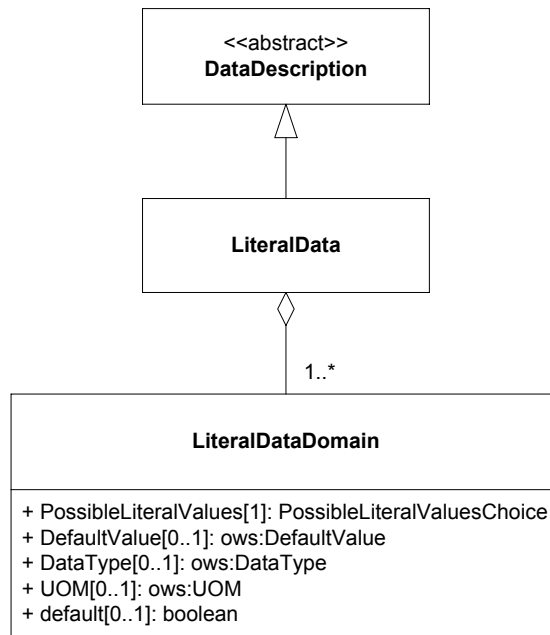 <<abstract>>
DataDescription
LiteralData
1..*
LiteralDataDomain
+ PossibleLiteralValues[1]: PossibleLiteralValuesChoice
+ DefaultValue[0..1]: ows:DefaultValue
+ DataType[0..1]: ows:DataType
+ UOM[0..1]: ows:UOM
+ default[0..1]: boolean